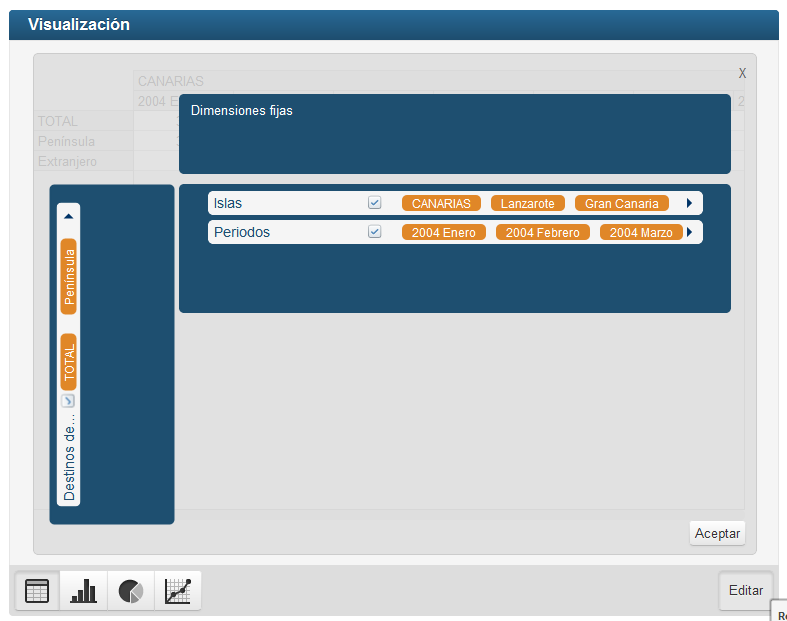 Visualización
X
CANARIAS
2004 E
2
TOTAL
Península
Extranjero
Dimensiones fijas
Islas CANARIAS Lanzarote Gran Canaria
Periodos 2004 Enero 2004 Febrero 2004 Marzo
Destinos de... TOTAL Península
Aceptar
Editar